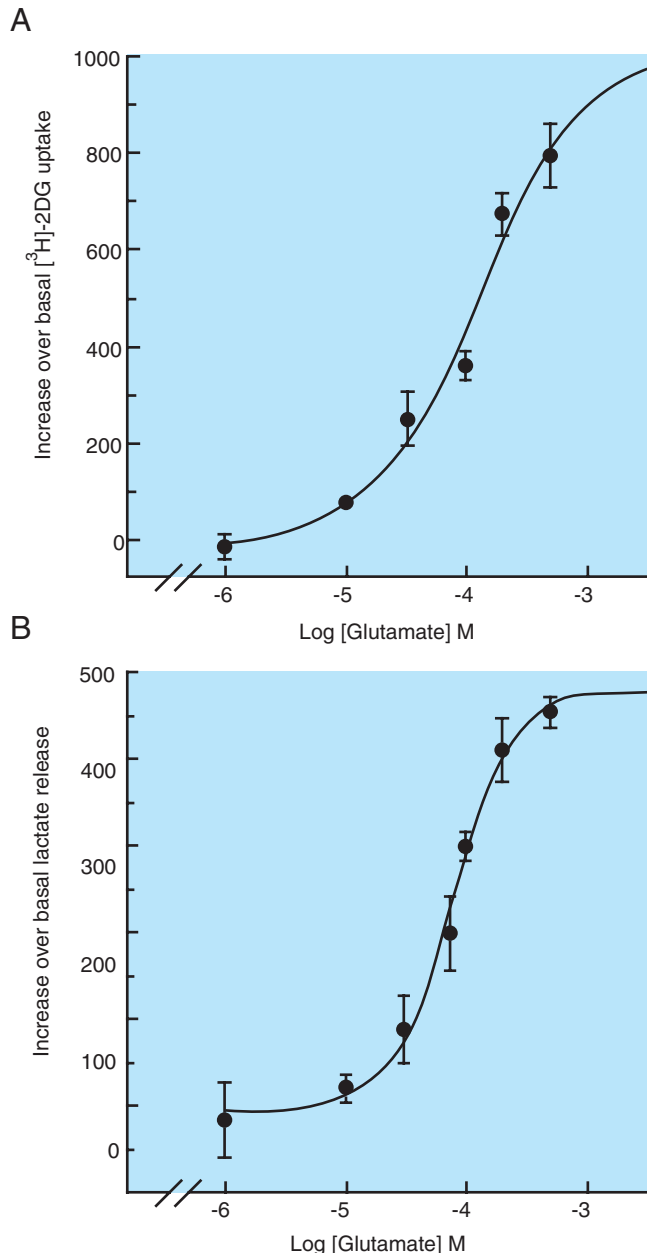 A
1000
800
600
400
200
0
Increase over basal [³H]-2DG uptake
-6 -5 -4 -3
Log [Glutamate] M
B
500
400
300
200
100
0
Increase over basal lactate release
-6 -5 -4 -3
Log [Glutamate] M